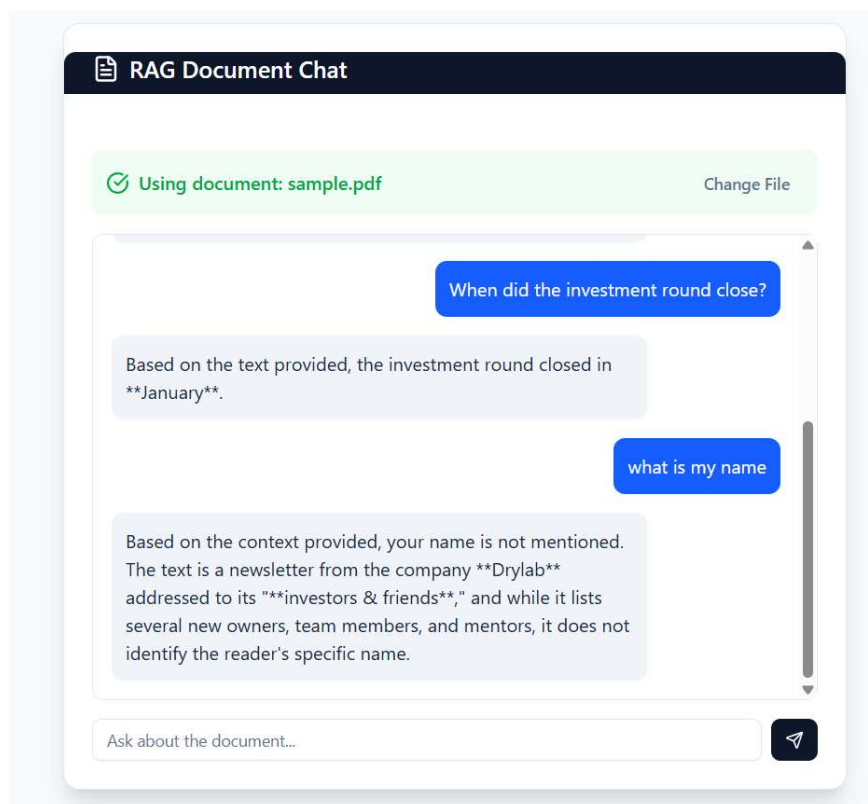 RAG Document Chat
Using document: sample.pdf
Change File
When did the investment round close?
Based on the text provided, the investment round closed in
**January**.
what is my name
Based on the context provided, your name is not mentioned.
The text is a newsletter from the company **Drylab**
addressed to its "**investors & friends**," and while it lists
several new owners, team members, and mentors, it does not
identify the reader's specific name.
Ask about the document...